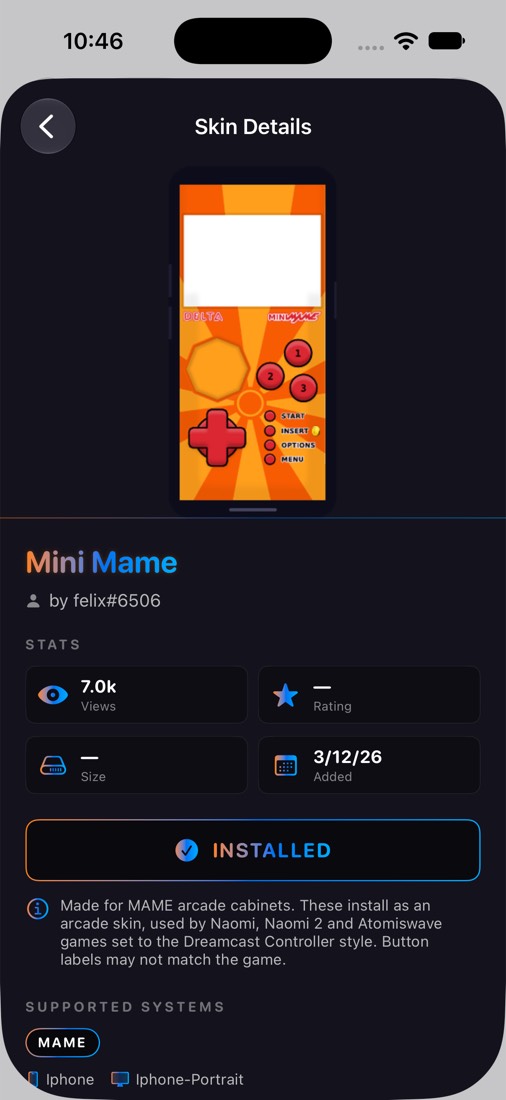 10:46
Skin Details
DELTA
MINI MAME
1
2
3
START
INSERT
OPTIONS
MENU
Mini Mame
by felix#6506
STATS
7.0k
Views
—
Rating
—
Size
3/12/26
Added
INSTALLED
Made for MAME arcade cabinets. These install as an
arcade skin, used by Naomi, Naomi 2 and Atomiswave
games set to the Dreamcast Controller style. Button
labels may not match the game.
SUPPORTED SYSTEMS
MAME
Iphone
Iphone-Portrait